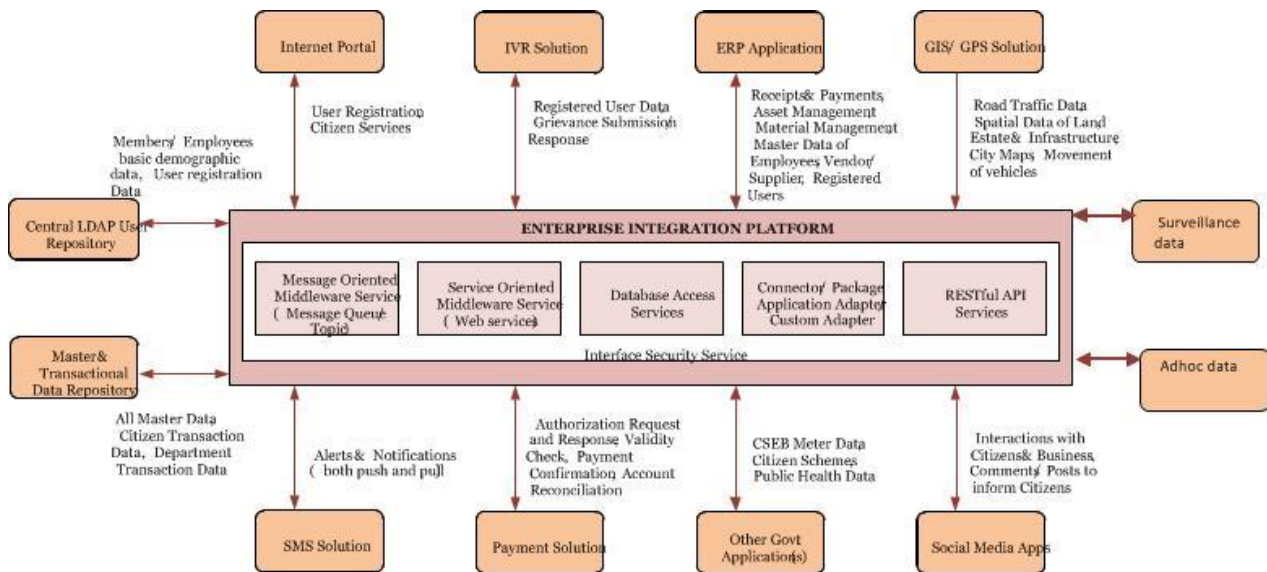 Internet Portal
IVR Solution
ERP Application
GIS/ GPS Solution
User Registration,
Citizen Services
Registered User Data,
Grievance Submission,
Response
Receipts& Payments,
Asset Management,
Material Management,
Master Data of
Employees, Vendor/
Supplier, Registered
Users
Road Traffic Data,
Spatial Data of Land,
Estate& Infrastructure,
City Maps, Movement
of vehicles
Members/ Employees
basic demographic
data, User registration
Data
Central LDAP User
Repository
ENTERPRISE INTEGRATION PLATFORM
Surveillance
data
Message Oriented
Middleware Service
( Message Queue/
Topic)
Service Oriented
Middleware Service
( Web services)
Database Access
Services
Connector/ Package
Application Adapter/
Custom Adapter
RESTful API
Services
Interface Security Service
Master&
Transactional
Data Repository
Adhoc data
All Master Data,
Citizen Transaction
Data, Department
Transaction Data
Alerts& Notifications
( both push and pull)
Authorization Request
and Response, Validity
Check, Payment
Confirmation, Account
Reconciliation
CSEB Meter Data,
Citizen Schemes,
Public Health Data
Interactions with
Citizens& Business,
Comments/ Posts to
inform Citizens
SMS Solution
Payment Solution
Other Govt
Application(s)
Social Media Apps